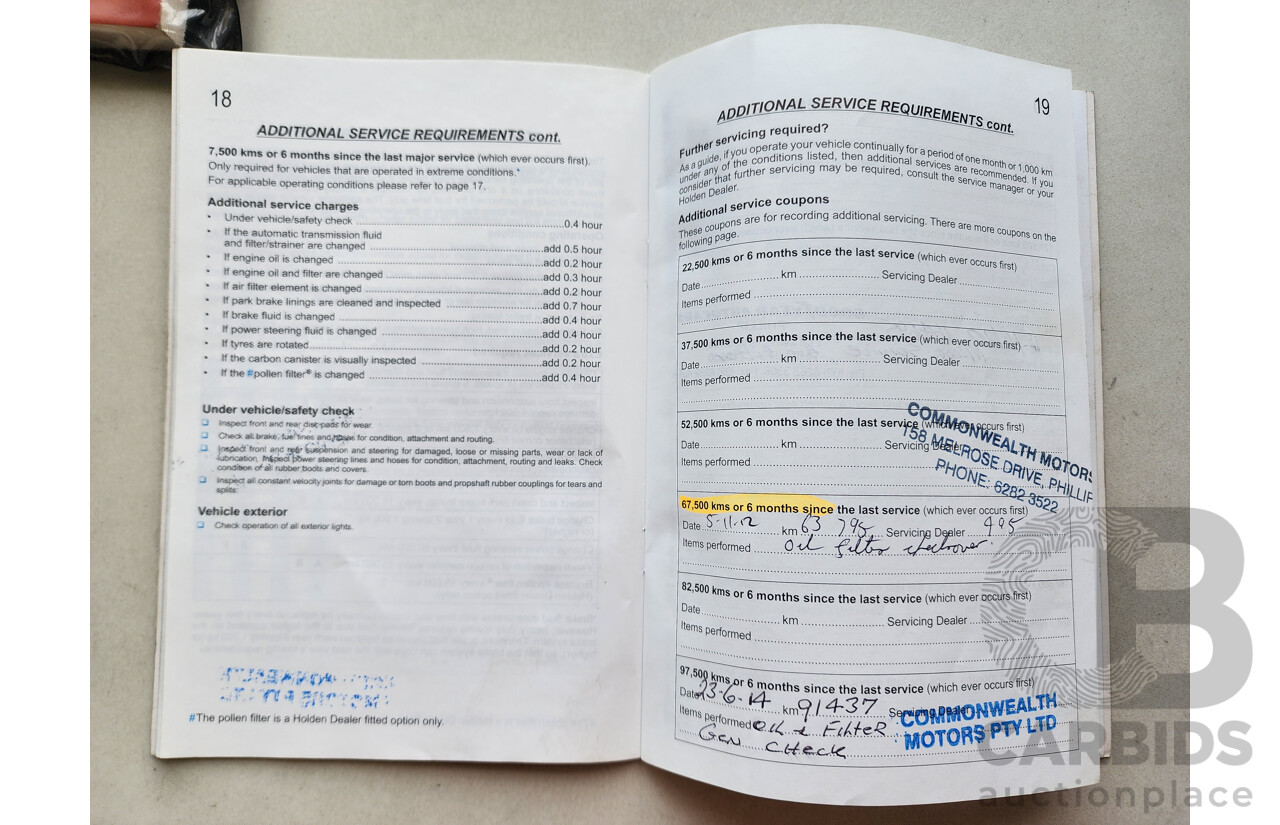 18
ADDITIONAL SERVICE REQUIREMENTS cont.
7,500 kms or 6 months since the last major service (which ever occurs first).
Only required for vehicles that are operated in extreme conditions.*
For applicable operating conditions please refer to page 17.
Additional service charges
• Under vehicle/safety check ... 0.4 hour
• If the automatic transmission fluid
and filter/strainer are changed ... add 0.5 hour
• If engine oil is changed ... add 0.2 hour
• If engine oil and filter are changed ... add 0.3 hour
• If air filter element is changed ... add 0.2 hour
• If park brake linings are cleaned and inspected ... add 0.7 hour
• If brake fluid is changed ... add 0.4 hour
• If power steering fluid is changed ... add 0.4 hour
• If tyres are rotated ... add 0.2 hour
• If the carbon canister is visually inspected ... add 0.2 hour
• If the #pollen filter® is changed ... add 0.4 hour
Under vehicle/safety check
Inspect front and rear disc pads for wear.
Check all brake, fuel lines and hoses for condition, attachment and routing.
Inspect front and rear suspension and steering for damaged, loose or missing parts, wear or lack of
lubrication. Inspect power steering lines and hoses for condition, attachment, routing and leaks. Check
condition of all rubber boots and covers.
Inspect all constant velocity joints for damage or torn boots and propshaft rubber couplings for tears and
splits.
Vehicle exterior
Check operation of all exterior lights.
#The pollen filter is a Holden Dealer fitted option only.
19
ADDITIONAL SERVICE REQUIREMENTS cont.
Further servicing required?
As a guide, if you operate your vehicle continually for a period of one month or 1,000 km
under any of the conditions listed, then additional services are recommended. If you
consider that further servicing may be required, consult the service manager or your
Holden Dealer.
Additional service coupons
These coupons are for recording additional servicing. There are more coupons on the
following page.
22,500 kms or 6 months since the last service (which ever occurs first)
Date ... km ... Servicing Dealer ...
Items performed ...
37,500 kms or 6 months since the last service (which ever occurs first)
Date ... km ... Servicing Dealer ...
Items performed ...
52,500 kms or 6 months since the last service (which ever occurs first)
Date ... km ... Servicing Dealer
Items performed ...
COMMONWEALTH MOTORS
158 MELROSE DRIVE, PHILLIP
PHONE: 6282 3522
67,500 kms or 6 months since the last service (which ever occurs first)
Date 5-11-12 km 63 795 Servicing Dealer
Items performed Oil filter
82,500 kms or 6 months since the last service (which ever occurs first)
Date ... km ... Servicing Dealer ...
Items performed ...
97,500 kms or 6 months since the last service (which ever occurs first)
Date 23-6-14 km 91437 Servicing Dealer
Items performed Oil & Filter
Gen Check
COMMONWEALTH
MOTORS PTY LTD
CARBIDS
auctionplace